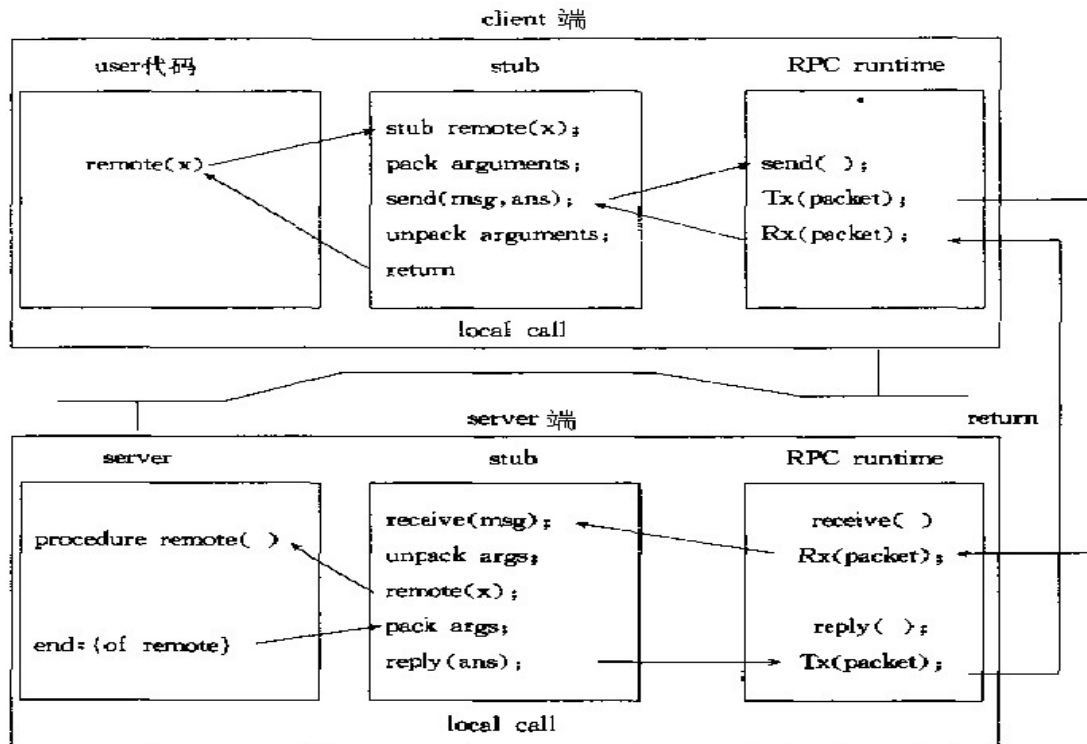 client 端
user代码
stub
RPC runtime
remote(x)
stub remote(x);
pack arguments;
send(msg,ans);
unpack arguments;
return
send( );
Tx(packet);
Rx(packet);
local call
return
server 端
server
stub
RPC runtime
procedure remote( )
end={of remote}
receive(msg);
unpack args;
remote(x);
pack args;
reply(ans);
receive( )
Rx(packet);
reply( );
Tx(packet);
local call